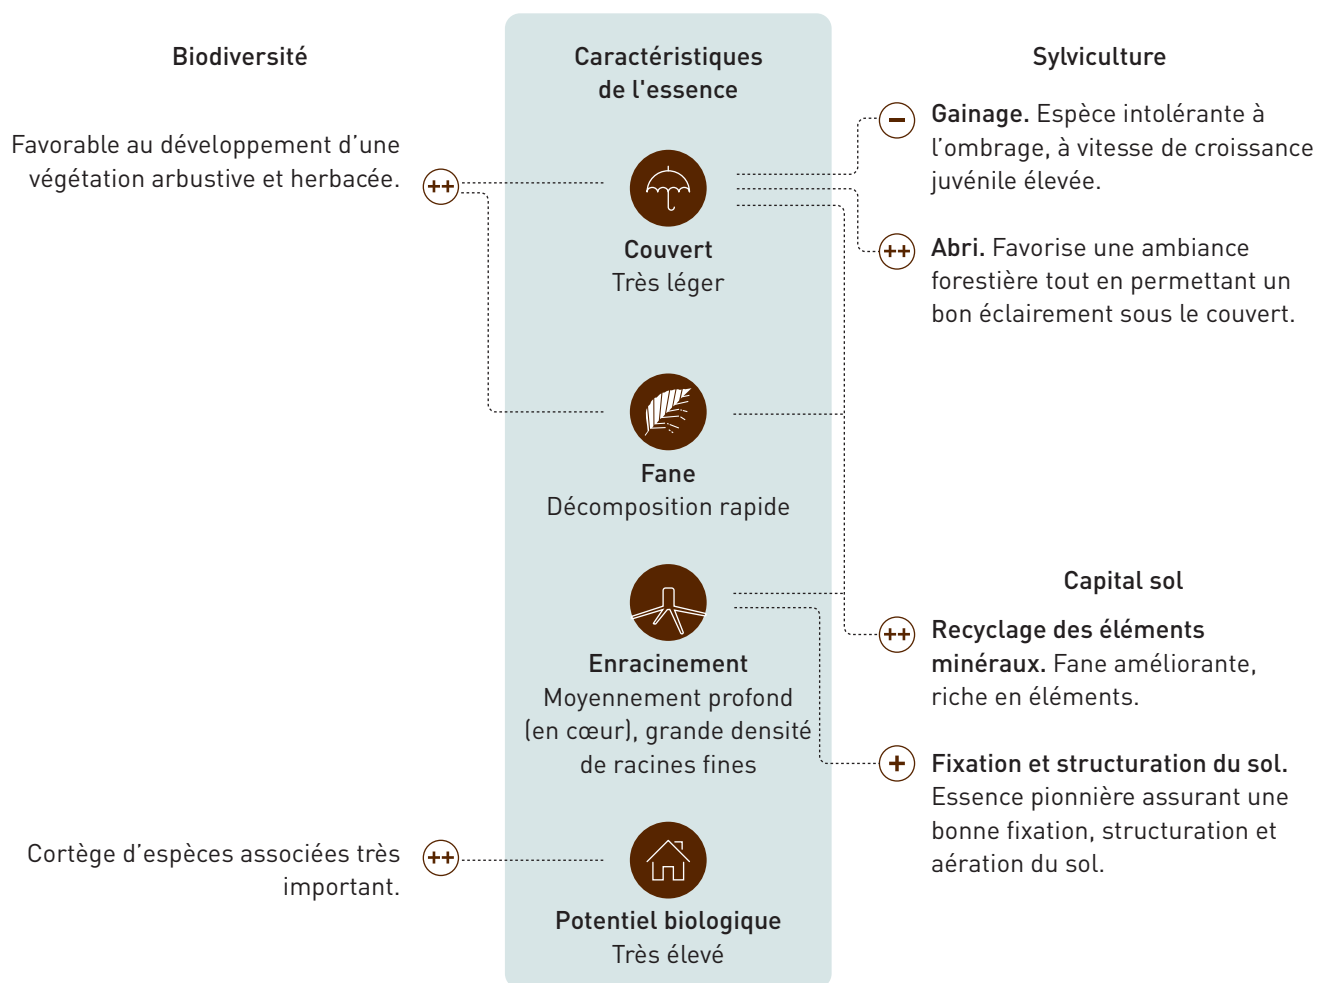 Biodiversité
Favorable au développement d’une
végétation arbustive et herbacée.
++
Cortège d’espèces associées très
important.
++
Caractéristiques
de l'essence
Couvert
Très léger
Fane
Décomposition rapide
Enracinement
Moyennement profond
(en cœur), grande densité
de racines fines
Potentiel biologique
Très élevé
Sylviculture
−
Gainage. Espèce intolérante à
l’ombrage, à vitesse de croissance
juvénile élevée.
++
Abri. Favorise une ambiance
forestière tout en permettant un
bon éclairement sous le couvert.
Capital sol
++
Recyclage des éléments
minéraux. Fane améliorante,
riche en éléments.
+
Fixation et structuration du sol.
Essence pionnière assurant une
bonne fixation, structuration et
aération du sol.